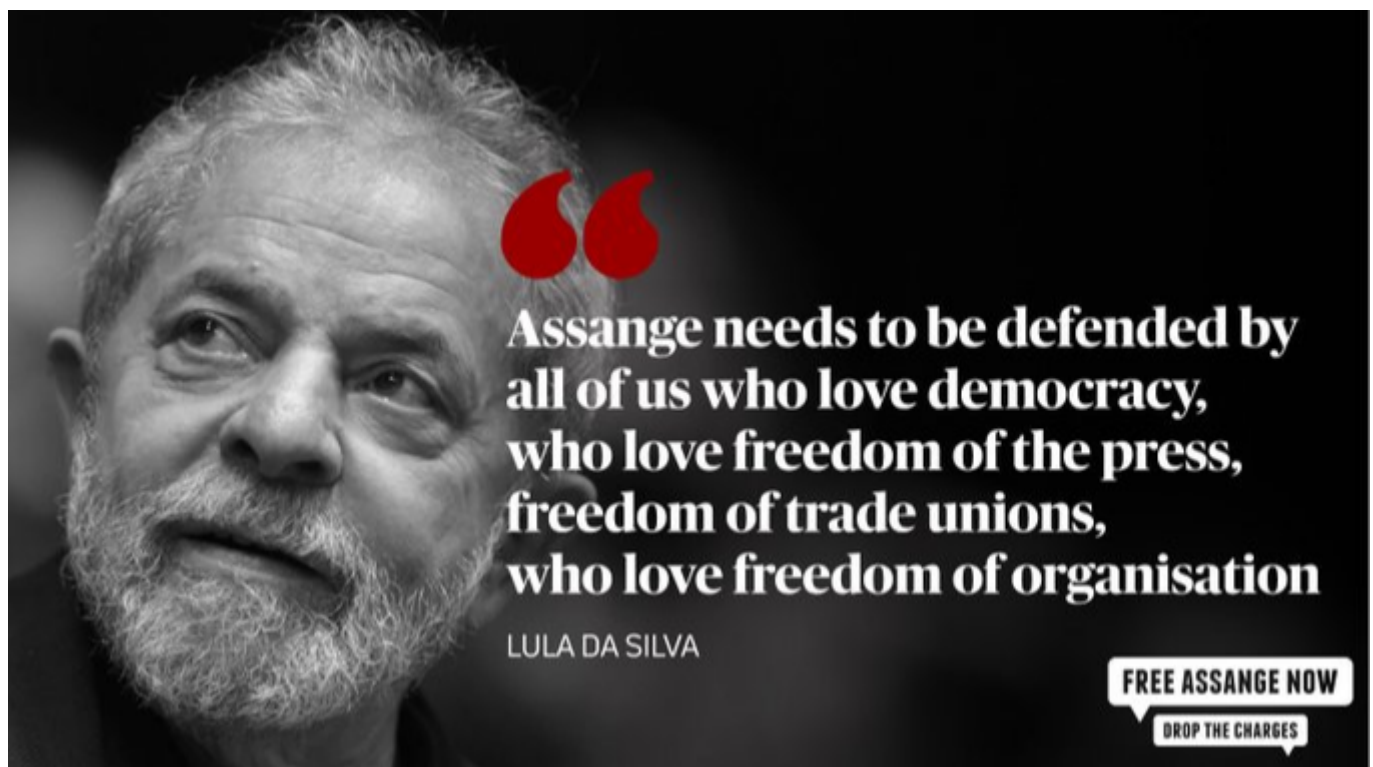 Assange needs to be defended by
all of us who love democracy,
who love freedom of the press,
freedom of trade unions,
who love freedom of organisation
LULA DA SILVA
FREE ASSANGE NOW
DROP THE CHARGES